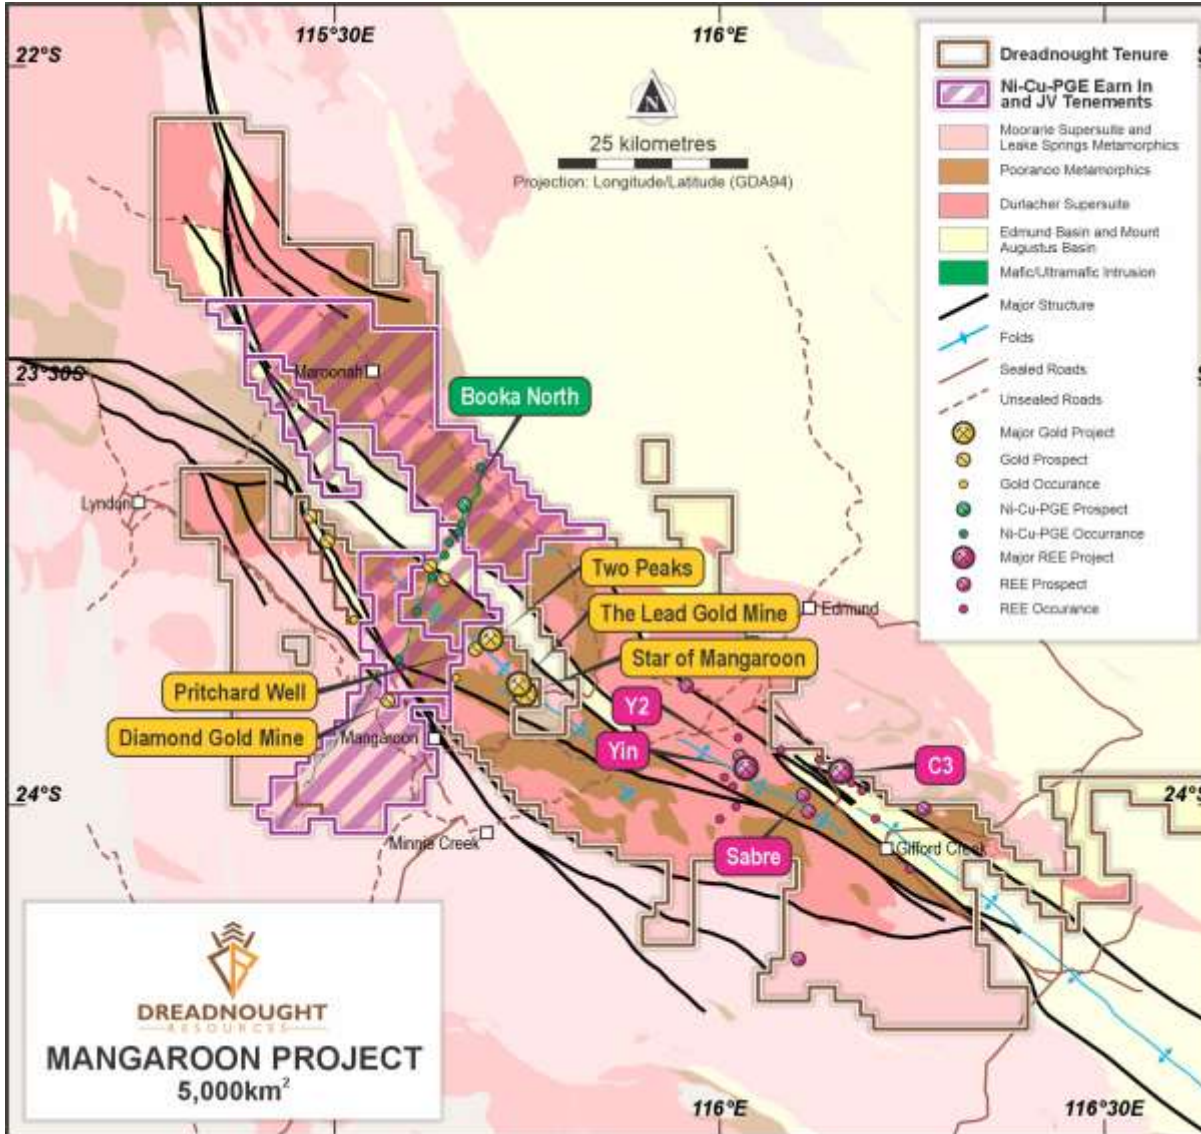 115°30E
116°E
22°S
25 kilometres
Projection: Longitude/Latitude (GDA94)
N
Dreadnought Tenure
Ni-Cu-PGE Earn In
and JV Tenements
Moorarie Supersuite and
Leake Springs Metamorphics
Pooranoo Metamorphics
Durlacher Supersuite
Edmund Basin and Mount
Augustus Basin
Mafic/Ultramafic Intrusion
Major Structure
Folds
Sealed Roads
Unsealed Roads
Major Gold Project
Gold Prospect
Gold Occurance
Ni-Cu-PGE Prospect
Ni-Cu-PGE Occurrance
Major REE Project
REE Prospect
REE Occurance
23°30S
Maroonah
Booka North
Lyndon
Two Peaks
The Lead Gold Mine
Edmund
Star of Mangaroon
Pritchard Well
Y2
Diamond Gold Mine
Mangaroon
Yin
C3
24°S
24°S
Minnie Creek
Sabre
Gifford Creek
DREADNOUGHT
RESOURCES
MANGAROON PROJECT
5,000km²
116°E
116°30E